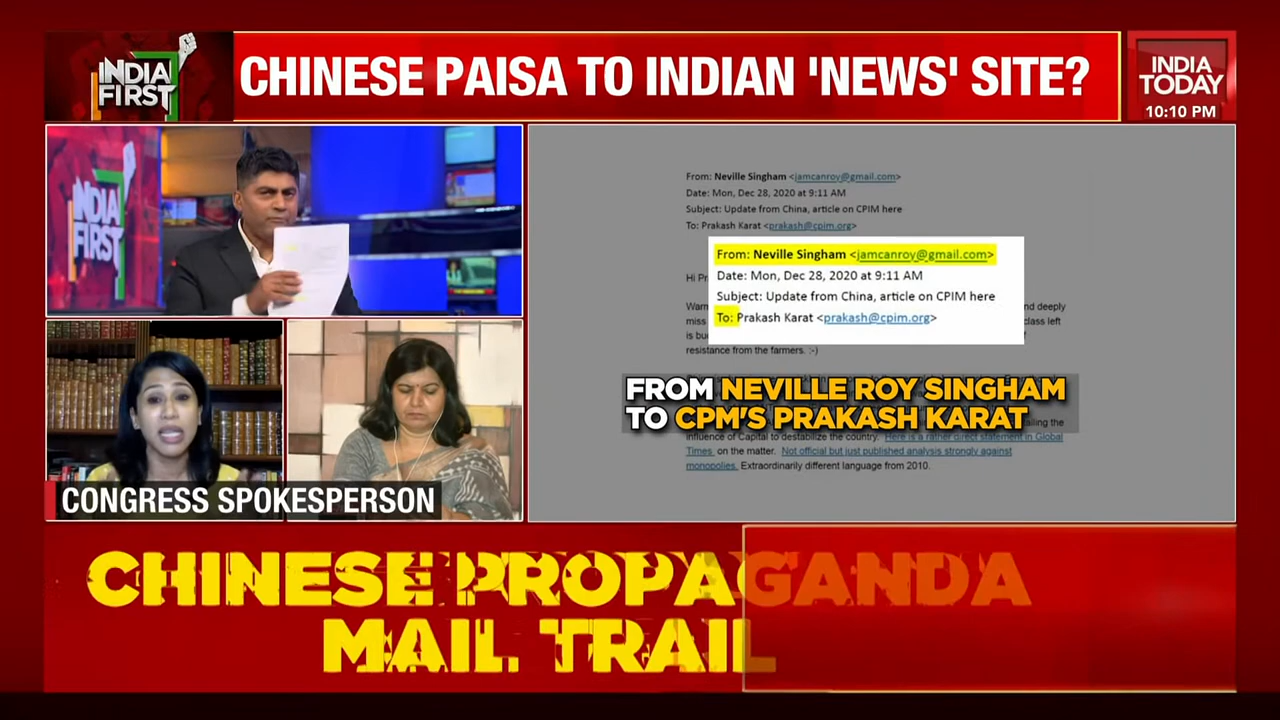 INDIA
FIRST
CHINESE PAISA TO INDIAN 'NEWS' SITE?
INDIA
TODAY
10:10 PM
INDIA
FIRST
From: Neville Singham <jamcanroy@gmail.com>
Date: Mon, Dec 28, 2020 at 9:11 AM
Subject: Update from China, article on CPIM here
To: Prakash Karat <prakash@cpim.org>
From: Neville Singham <jamcanroy@gmail.com>
Date: Mon, Dec 28, 2020 at 9:11 AM
Subject: Update from China, article on CPIM here
To: Prakash Karat <prakash@cpim.org>
Hi
nd deeply
miss
class left
is
resistance from the farmers. :-)
FROM NEVILLE ROY SINGHAM
TO CPM'S PRAKASH KARAT
the
influence of Capital to destabilize the country. Here is a rather direct statement in Global
Times on the matter. Not official but just published analysis strongly against
monopolies. Extraordinarily different language from 2010.
CONGRESS SPOKESPERSON
CHINESE PROPAGANDA
MAIL TRAIL